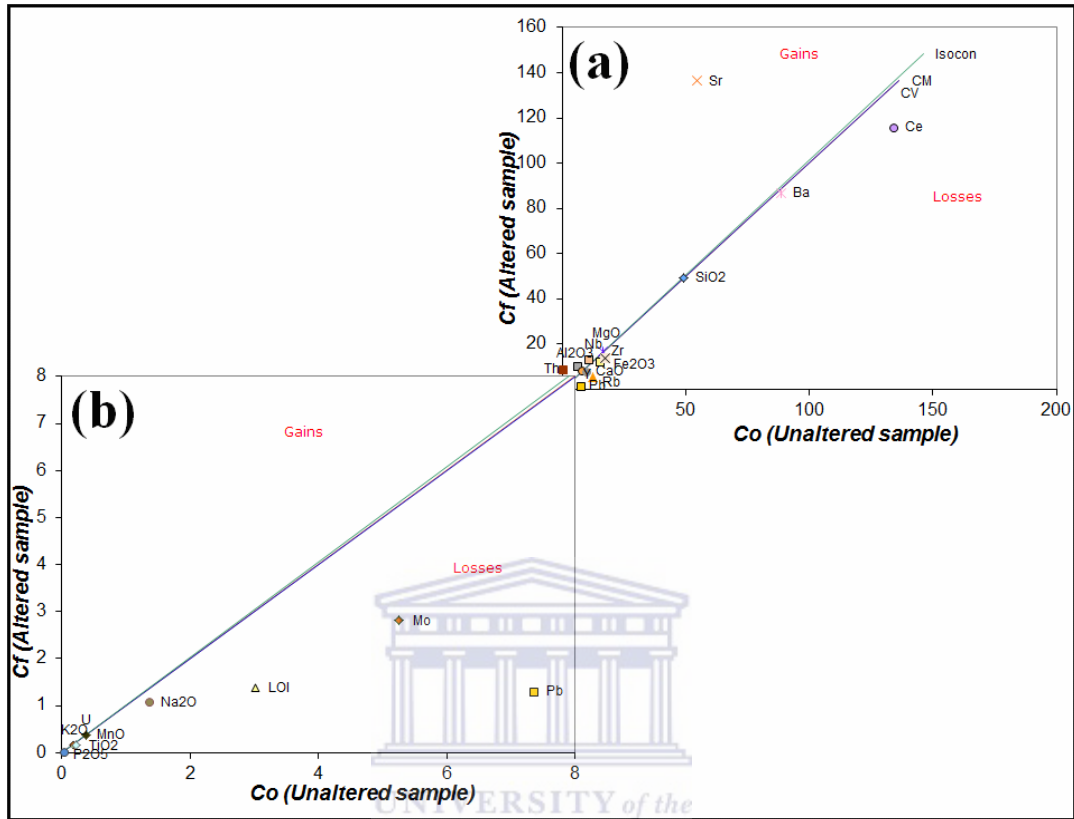 (a)
160
140
120
100
80
60
40
20
Cf (Altered sample)
Gains
Isocon
CM
CV
Sr
Ce
Ba
Losses
SiO2
MgO
Nb
Zr
Al2O3
Fe2O3
Th
CaO
Pb
Rb
50
100
150
200
Co (Unaltered sample)
(b)
8
7
6
5
4
3
2
1
0
Cf (Altered sample)
Gains
Losses
Mo
LOI
Pb
Na2O
U
K2O
MnO
TiO2
P2O5
0
2
4
6
8
Co (Unaltered sample)
UNIVERSITY of the